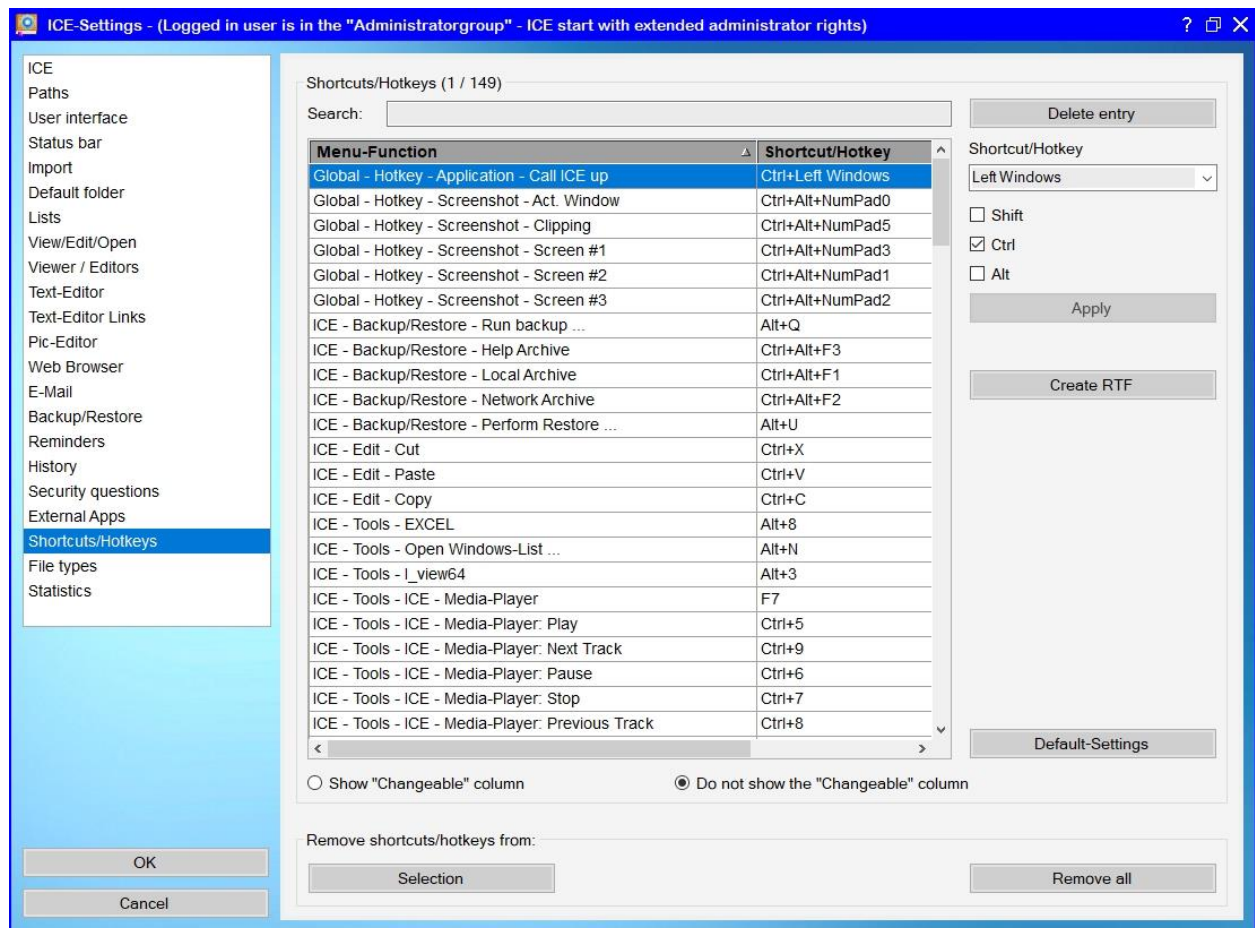 ICE-Settings - (Logged in user is in the "Administratorgroup" - ICE start with extended administrator rights)
ICE
Paths
User interface
Status bar
Import
Default folder
Lists
View/Edit/Open
Viewer / Editors
Text-Editor
Text-Editor Links
Pic-Editor
Web Browser
E-Mail
Backup/Restore
Reminders
History
Security questions
External Apps
Shortcuts/Hotkeys
File types
Statistics
OK
Cancel
Shortcuts/Hotkeys (1 / 149)
Search:
Menu-Function Shortcut/Hotkey
Global - Hotkey - Application - Call ICE up Ctrl+Left Windows
Global - Hotkey - Screenshot - Act. Window Ctrl+Alt+NumPad0
Global - Hotkey - Screenshot - Clipping Ctrl+Alt+NumPad5
Global - Hotkey - Screenshot - Screen #1 Ctrl+Alt+NumPad3
Global - Hotkey - Screenshot - Screen #2 Ctrl+Alt+NumPad1
Global - Hotkey - Screenshot - Screen #3 Ctrl+Alt+NumPad2
ICE - Backup/Restore - Run backup ... Alt+Q
ICE - Backup/Restore - Help Archive Ctrl+Alt+F3
ICE - Backup/Restore - Local Archive Ctrl+Alt+F1
ICE - Backup/Restore - Network Archive Ctrl+Alt+F2
ICE - Backup/Restore - Perform Restore ... Alt+U
ICE - Edit - Cut Ctrl+X
ICE - Edit - Paste Ctrl+V
ICE - Edit - Copy Ctrl+C
ICE - Tools - EXCEL Alt+8
ICE - Tools - Open Windows-List ... Alt+N
ICE - Tools - I_view64 Alt+3
ICE - Tools - ICE - Media-Player F7
ICE - Tools - ICE - Media-Player: Play Ctrl+5
ICE - Tools - ICE - Media-Player: Next Track Ctrl+9
ICE - Tools - ICE - Media-Player: Pause Ctrl+6
ICE - Tools - ICE - Media-Player: Stop Ctrl+7
ICE - Tools - ICE - Media-Player: Previous Track Ctrl+8
Show "Changeable" column
Do not show the "Changeable" column
Delete entry
Shortcut/Hotkey
Left Windows
Shift
Ctrl
Alt
Apply
Create RTF
Default-Settings
Remove shortcuts/hotkeys from:
Selection
Remove all